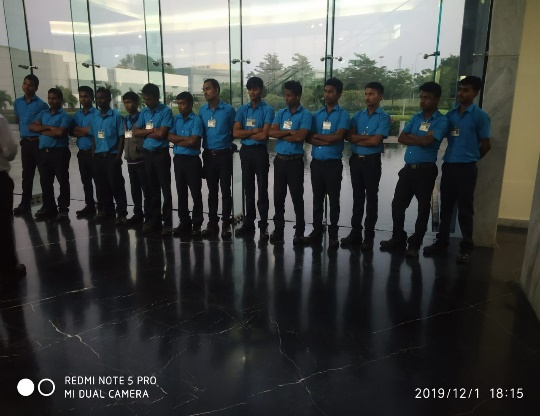 REDMI NOTE 5 PRO
MI DUAL CAMERA
2019/12/1 18:15